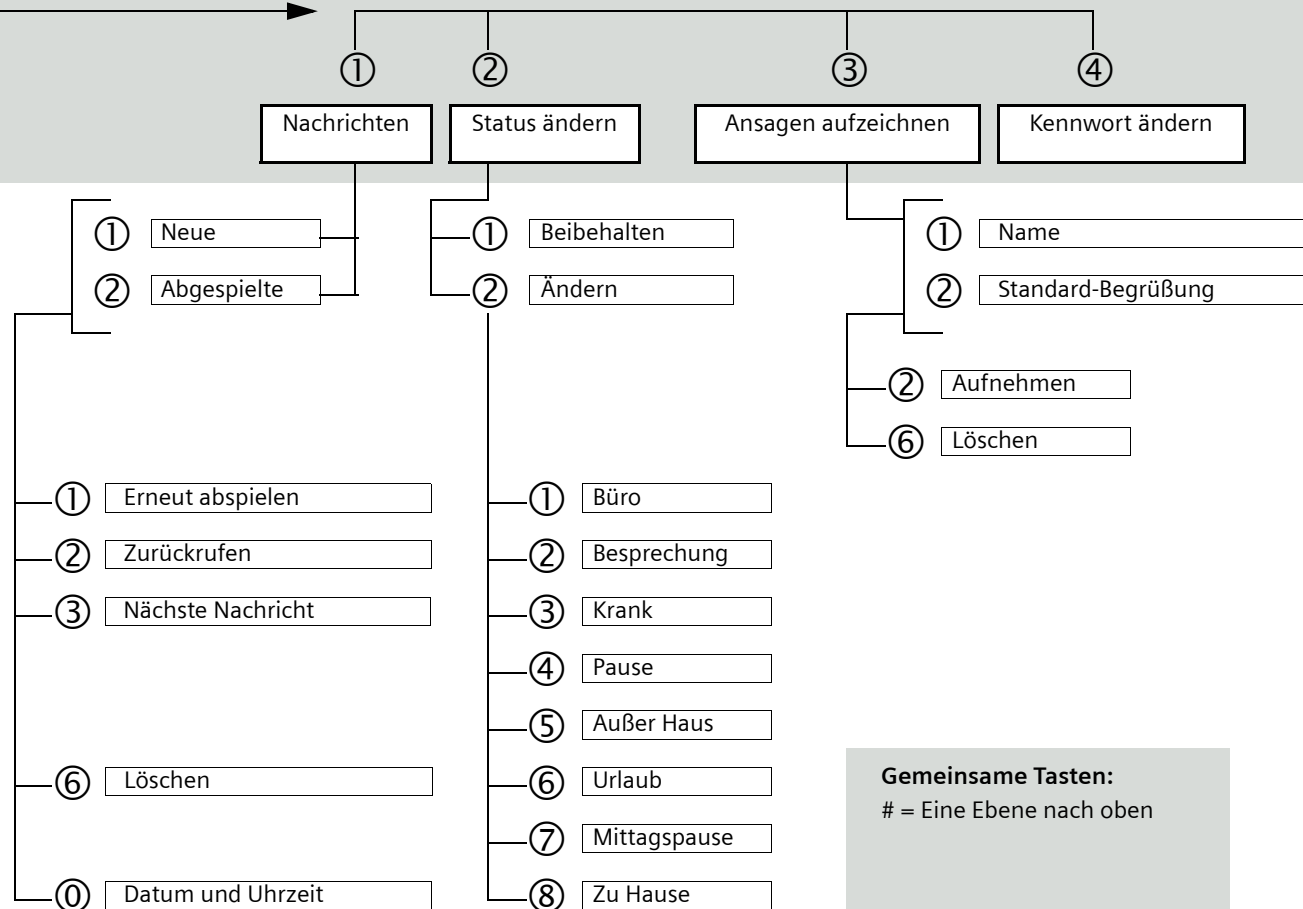 ① ② ③ ④
Nachrichten
Status ändern
Ansagen aufzeichnen
Kennwort ändern
① Neue
② Abgespielte
① Erneut abspielen
② Zurückrufen
③ Nächste Nachricht
⑥ Löschen
⓪ Datum und Uhrzeit
① Beibehalten
② Ändern
① Büro
② Besprechung
③ Krank
④ Pause
⑤ Außer Haus
⑥ Urlaub
⑦ Mittagspause
⑧ Zu Hause
① Name
② Standard-Begrüßung
② Aufnehmen
⑥ Löschen
Gemeinsame Tasten:
# = Eine Ebene nach oben